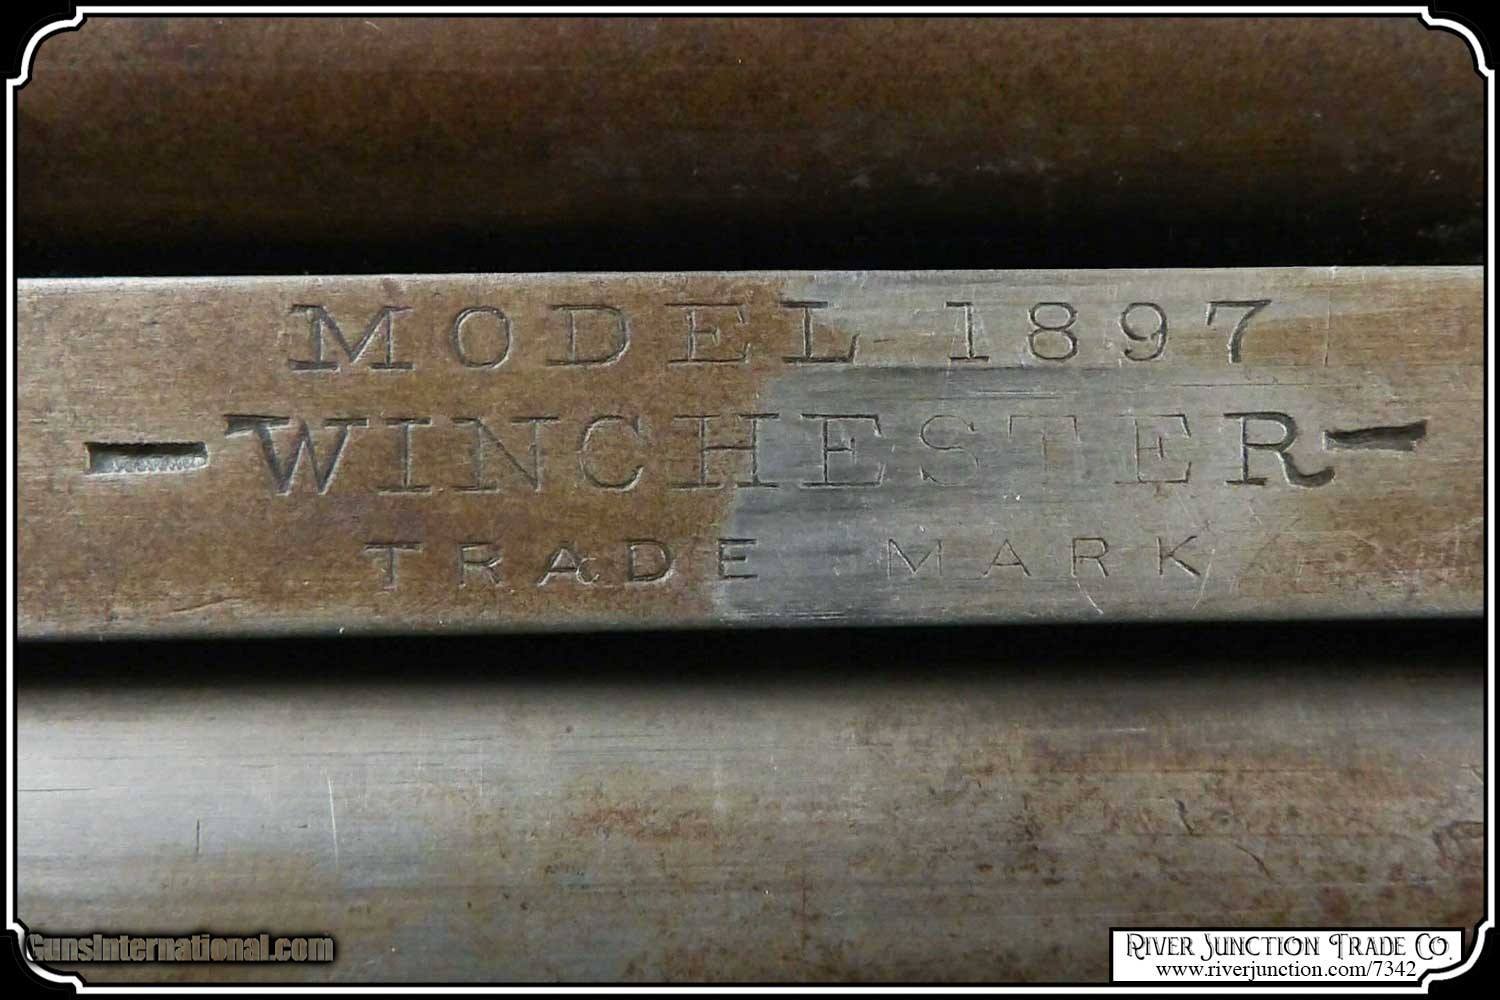 MODEL 1897
-WINCHESTER-
TRADE MARK
GunsInternational.com
RIVER JUNCTION TRADE CO.
www.riverjunction.com/7342